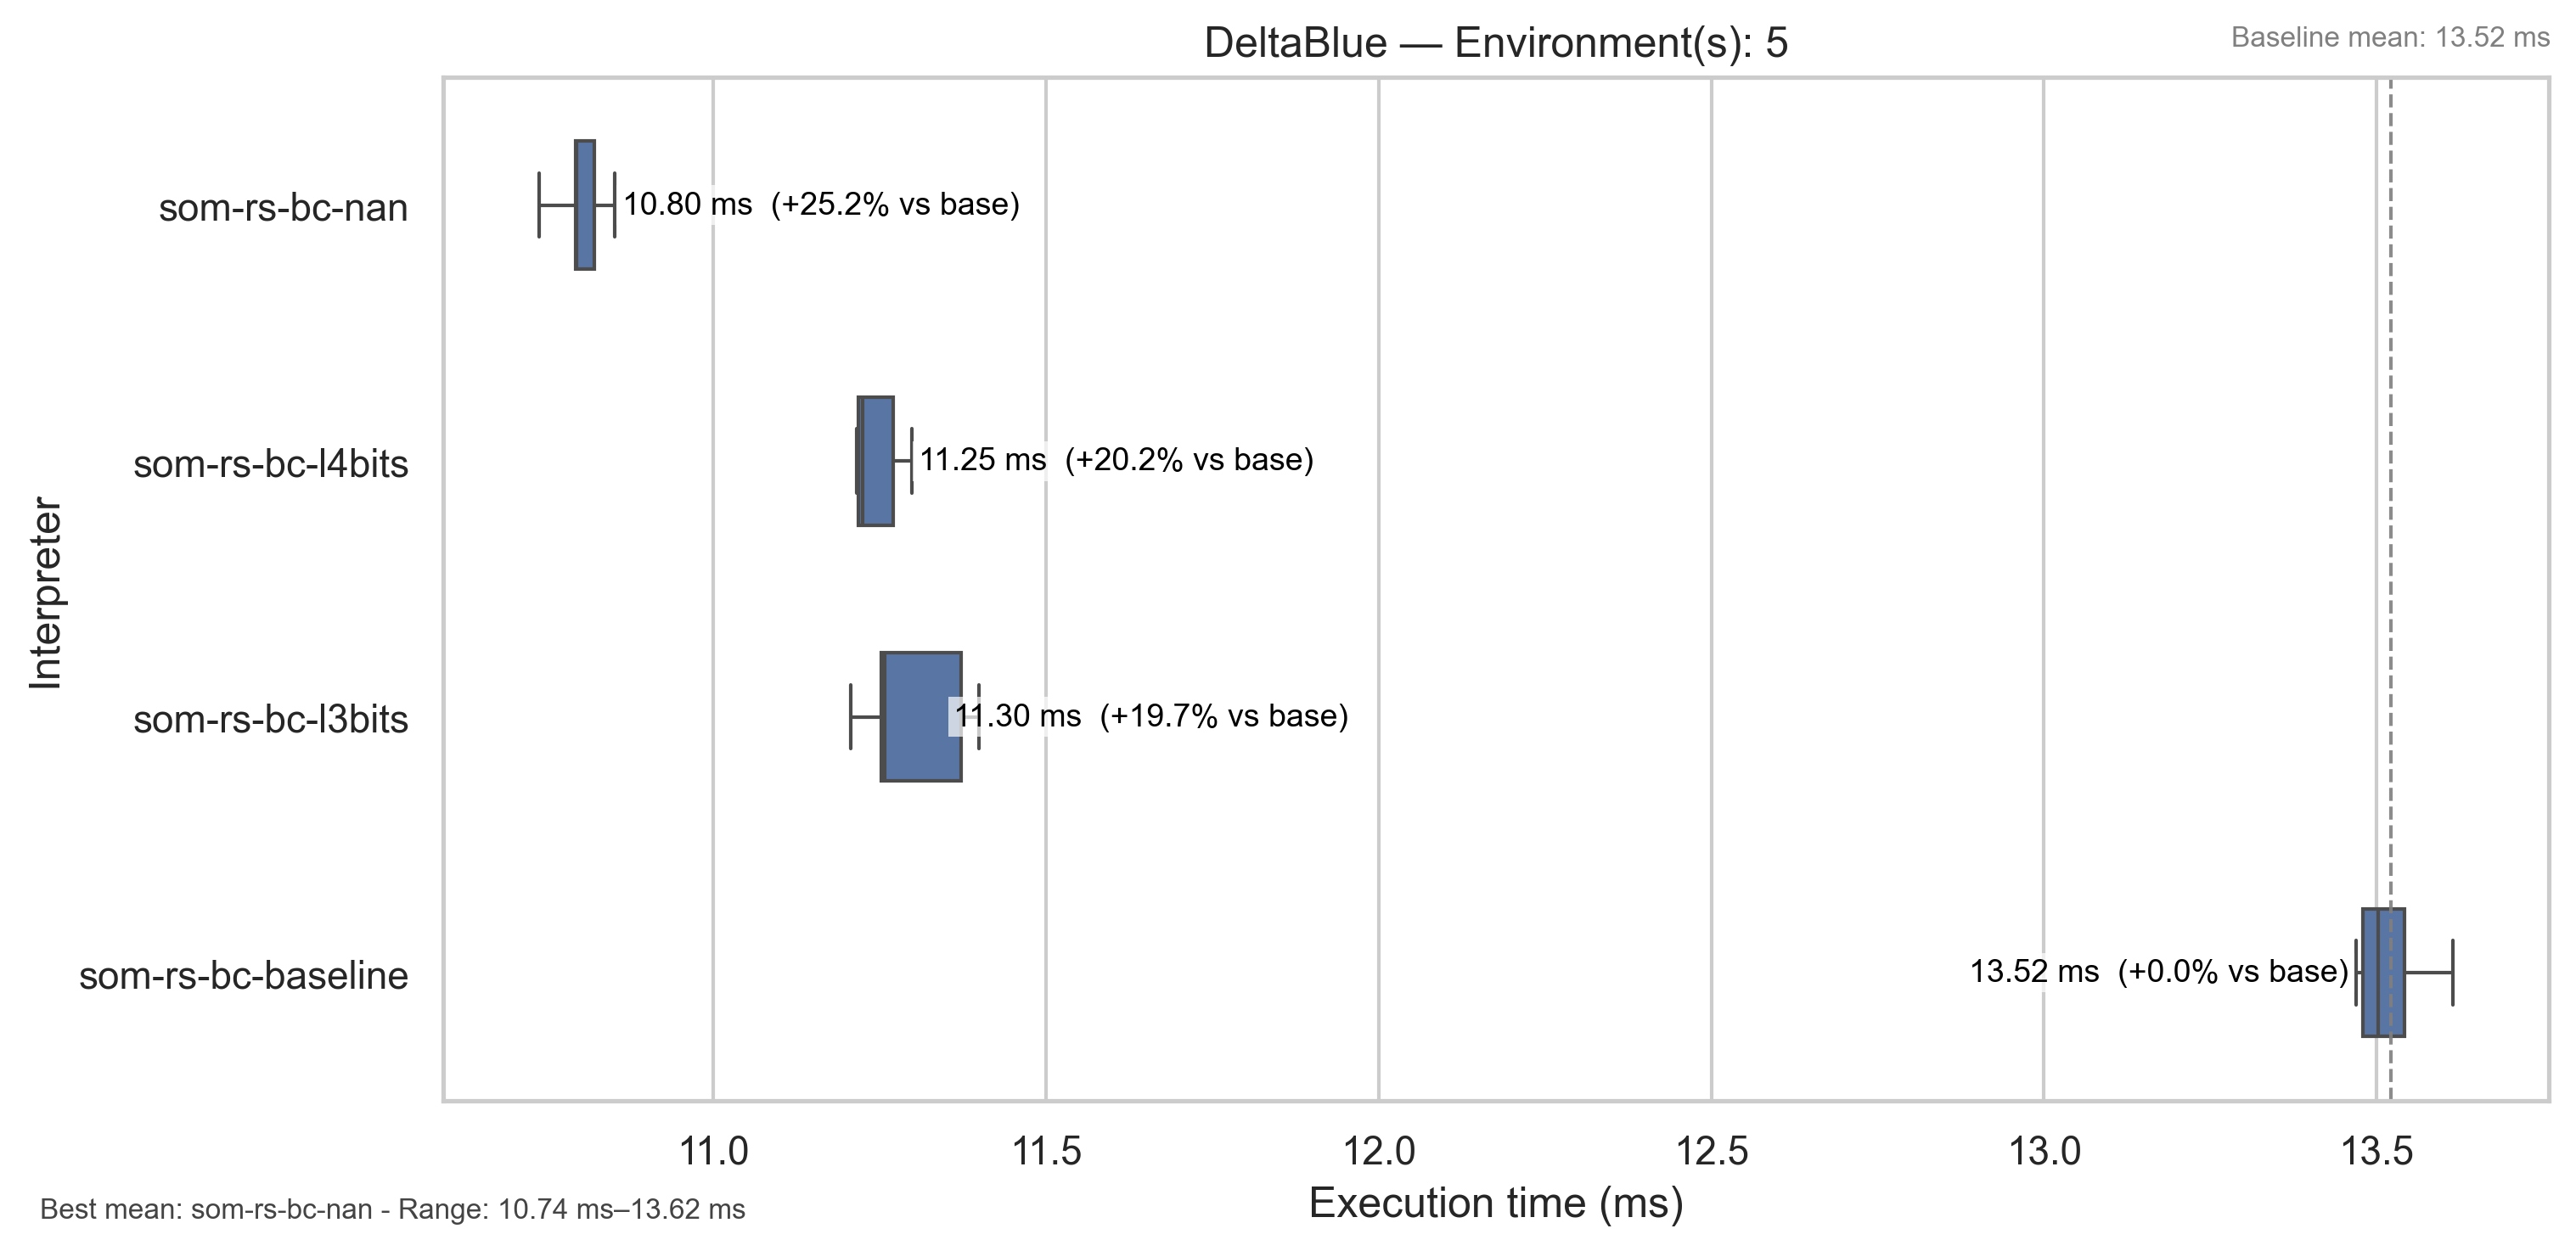 DeltaBlue — Environment(s): 5
Baseline mean: 13.52 ms
Interpreter
som-rs-bc-nan
10.80 ms  (+25.2% vs base)
som-rs-bc-l4bits
11.25 ms  (+20.2% vs base)
som-rs-bc-l3bits
11.30 ms  (+19.7% vs base)
som-rs-bc-baseline
13.52 ms  (+0.0% vs base)
11.0 11.5 12.0 12.5 13.0 13.5
Execution time (ms)
Best mean: som-rs-bc-nan - Range: 10.74 ms–13.62 ms